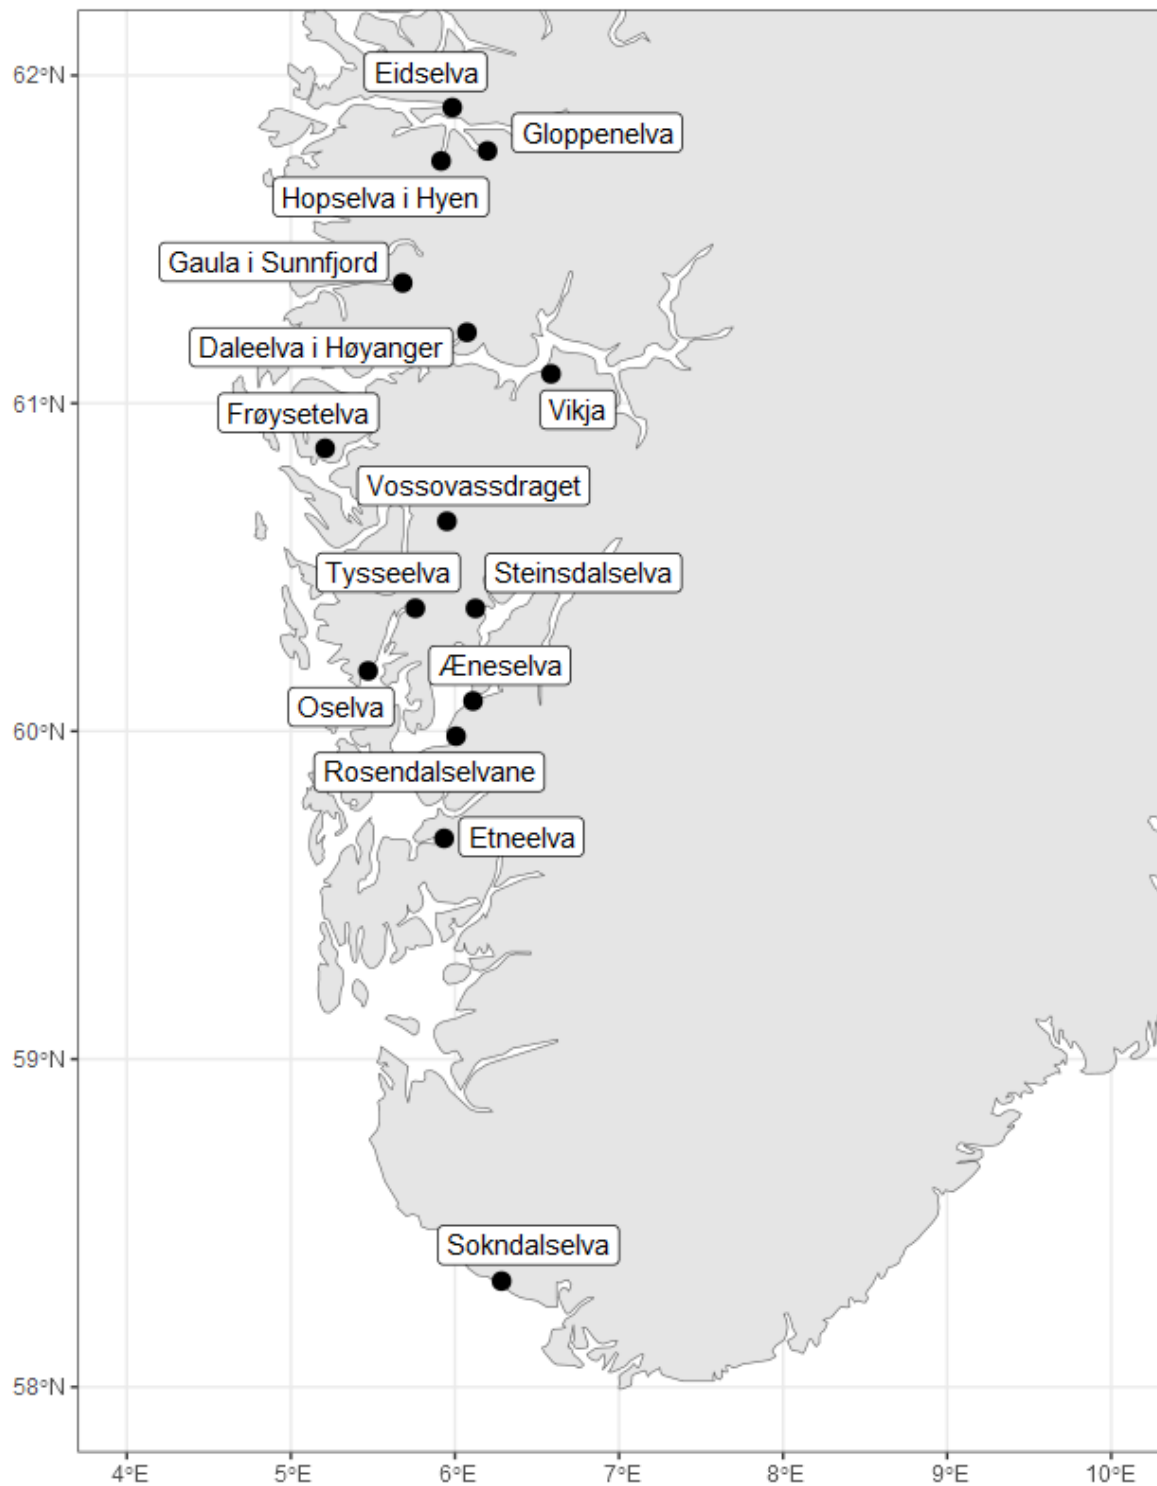 62°N
Eidselva
Gloppenelva
Hopselva i Hyen
Gaula i Sunnfjord
Daleelva i Høyanger
61°N
Vikja
Frøysetelva
Vossovassdraget
Tysseelva
Steinsdalselva
Æneselva
Oselva
60°N
Rosendalselvane
Etneelva
59°N
Sokndalselva
58°N
4°E 5°E 6°E 7°E 8°E 9°E 10°E